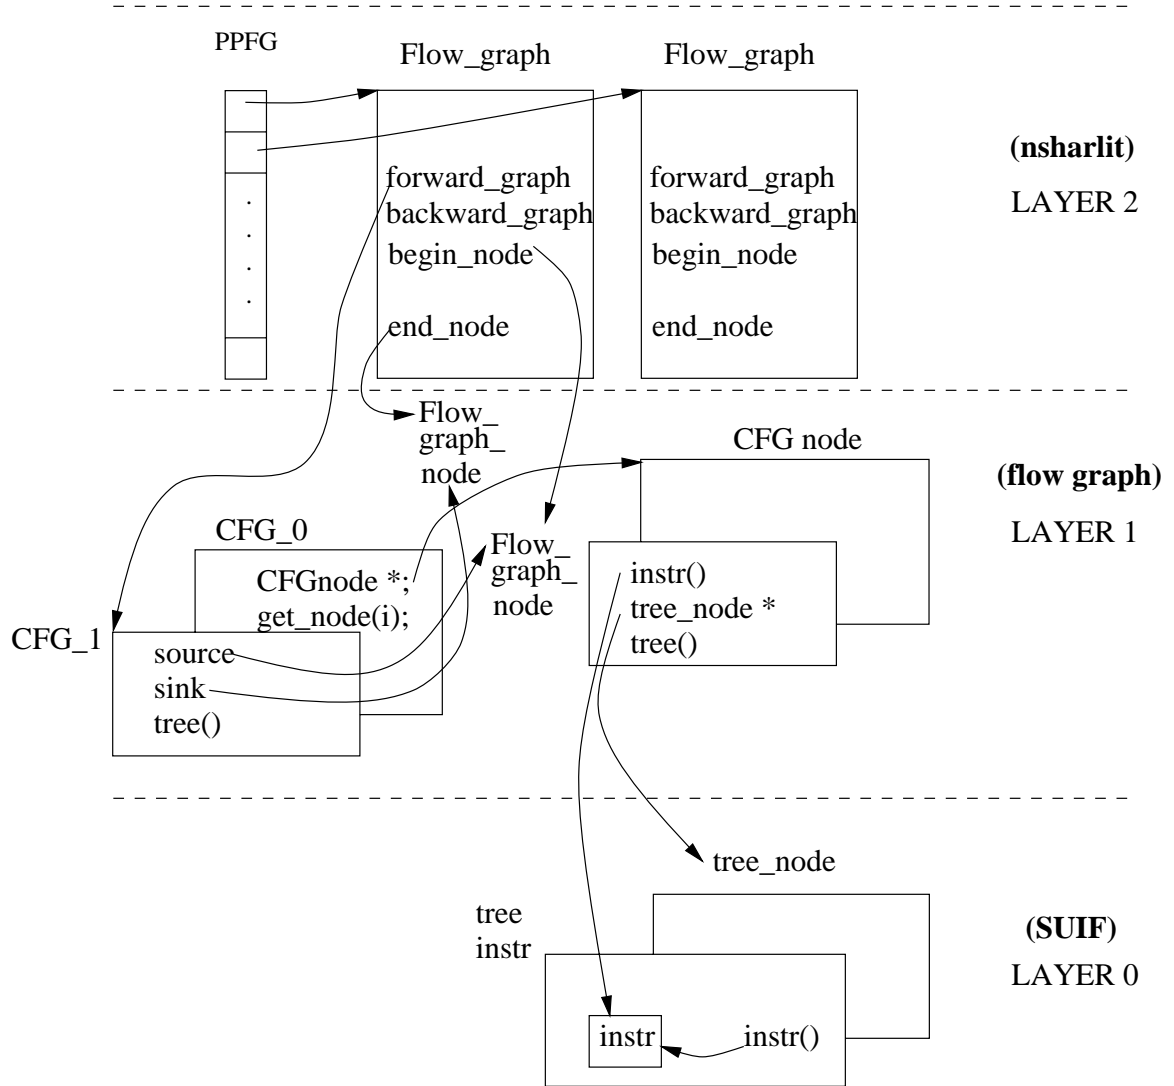 PPFG
Flow_graph
Flow_graph
forward_graph
backward_graph
begin_node
end_node
forward_graph
backward_graph
begin_node
end_node
(nsharlit)
LAYER 2
Flow_
graph_
node
CFG node
(flow graph)
LAYER 1
CFG_0
CFGnode *;
get_node(i);
Flow_
graph_
node
instr()
tree_node *
tree()
CFG_1
source
sink
tree()
tree_node
tree
instr
(SUIF)
LAYER 0
instr
instr()